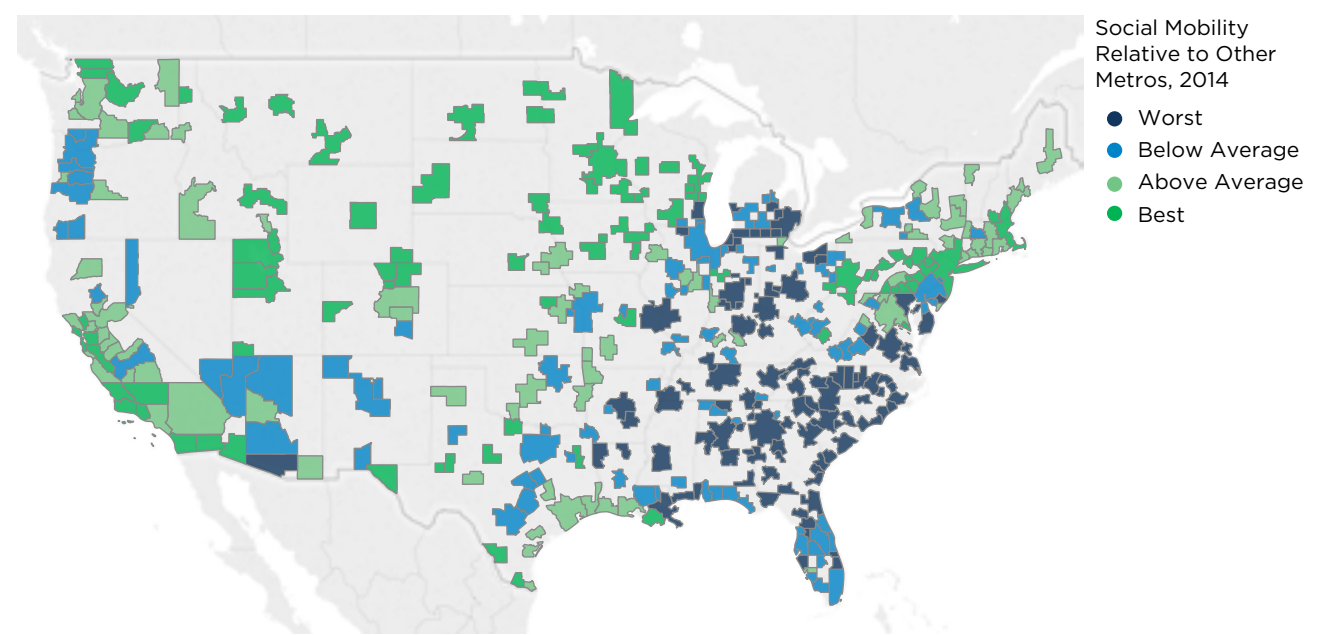 Social Mobility
Relative to Other
Metros, 2014
Worst
Below Average
Above Average
Best